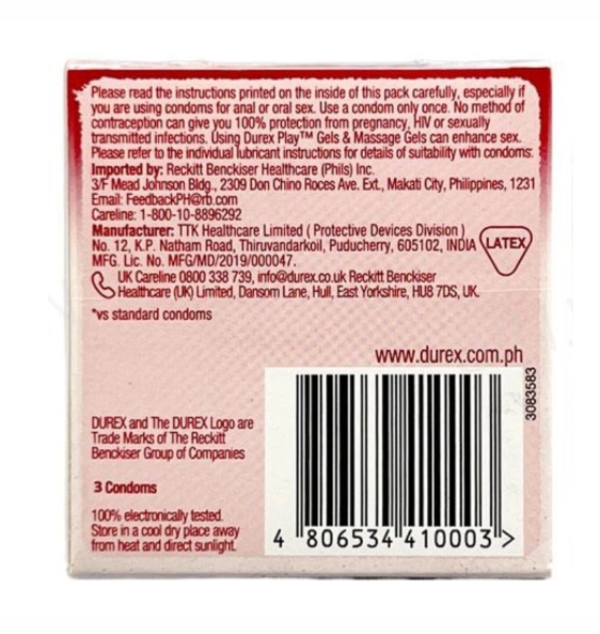 Please read the instructions printed on the inside of this pack carefully, especially if
you are using condoms for anal or oral sex. Use a condom only once. No method of
contraception can give you 100% protection from pregnancy, HIV or sexually
transmitted infections. Using Durex Play™ Gels & Massage Gels can enhance sex.
Please refer to the individual lubricant instructions for details of suitability with condoms.
Imported by: Reckitt Benckiser Healthcare (Phils) Inc.
3/F Mead Johnson Bldg., 2309 Don Chino Roces Ave. Ext., Makati City, Philippines, 1231
Email: FeedbackPH@rb.com
Careline: 1-800-10-8896292
Manufacturer: TTK Healthcare Limited ( Protective Devices Division )
No. 12, K.P. Natham Road, Thiruvandarkoil, Puducherry, 605102, INDIA
MFG. Lic. No. MFG/MD/2019/000047.
LATEX
UK Careline 0800 338 739, info@durex.co.uk Reckitt Benckiser
Healthcare (UK) Limited, Dansom Lane, Hull, East Yorkshire, HU8 7DS, UK.
*vs standard condoms
www.durex.com.ph
3083583
DUREX and The DUREX Logo are
Trade Marks of The Reckitt
Benckiser Group of Companies
3 Condoms
100% electronically tested.
Store in a cool dry place away
from heat and direct sunlight.
4 806534 410003 >